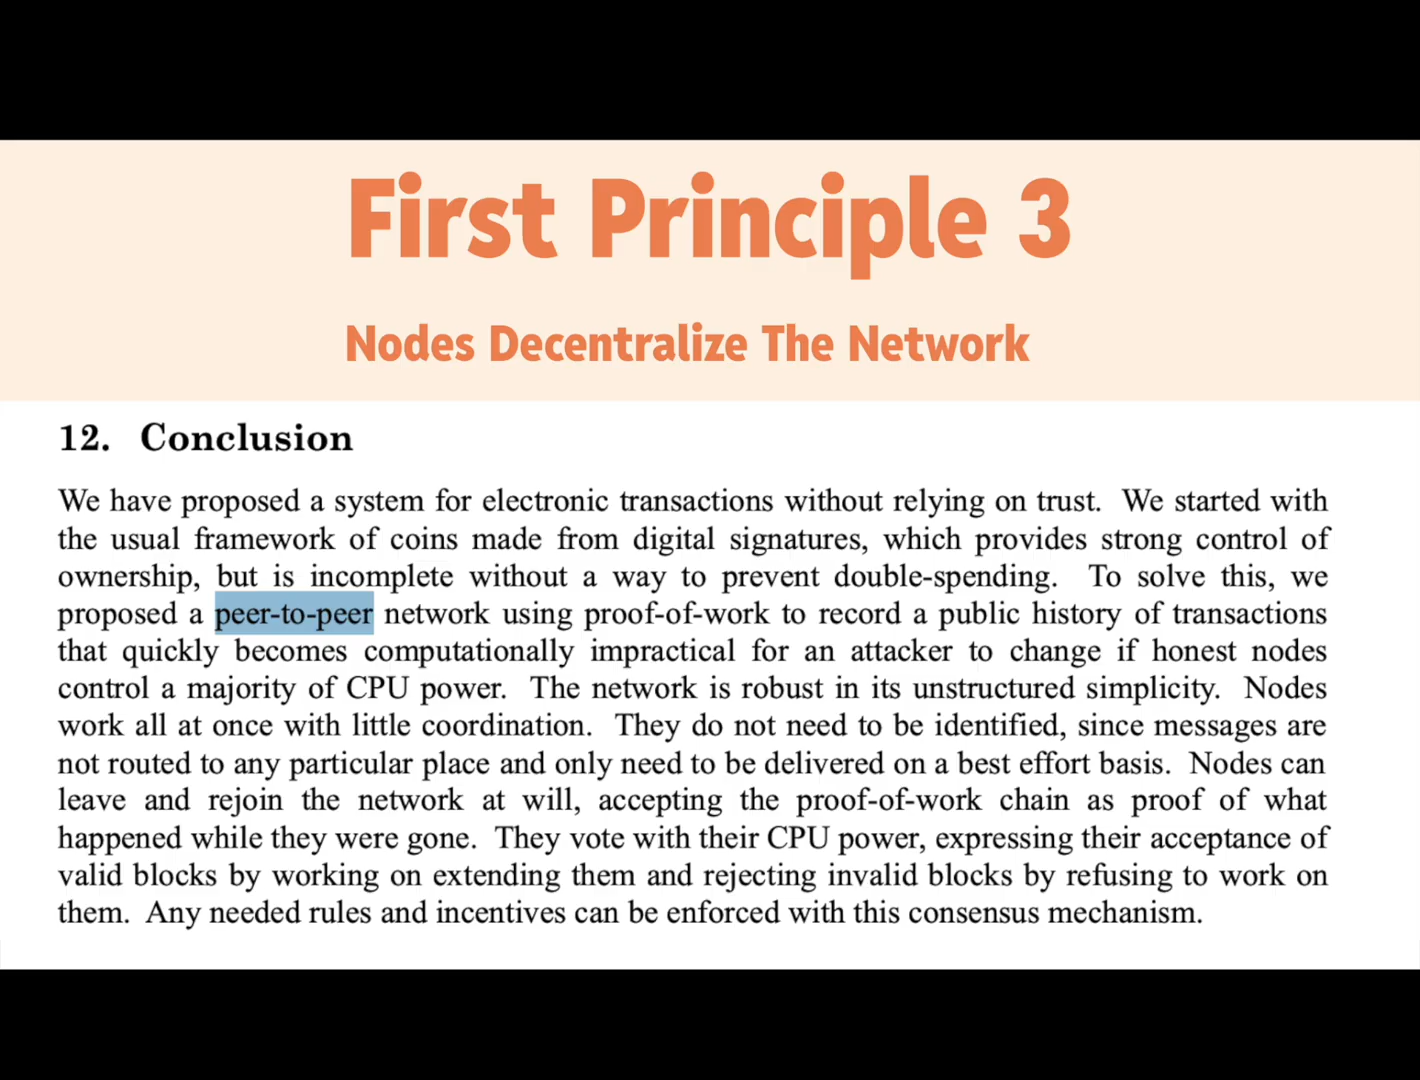 First Principle 3
Nodes Decentralize The Network
12. Conclusion
We have proposed a system for electronic transactions without relying on trust. We started with
the usual framework of coins made from digital signatures, which provides strong control of
ownership, but is incomplete without a way to prevent double-spending. To solve this, we
proposed a peer-to-peer network using proof-of-work to record a public history of transactions
that quickly becomes computationally impractical for an attacker to change if honest nodes
control a majority of CPU power. The network is robust in its unstructured simplicity. Nodes
work all at once with little coordination. They do not need to be identified, since messages are
not routed to any particular place and only need to be delivered on a best effort basis. Nodes can
leave and rejoin the network at will, accepting the proof-of-work chain as proof of what
happened while they were gone. They vote with their CPU power, expressing their acceptance of
valid blocks by working on extending them and rejecting invalid blocks by refusing to work on
them. Any needed rules and incentives can be enforced with this consensus mechanism.